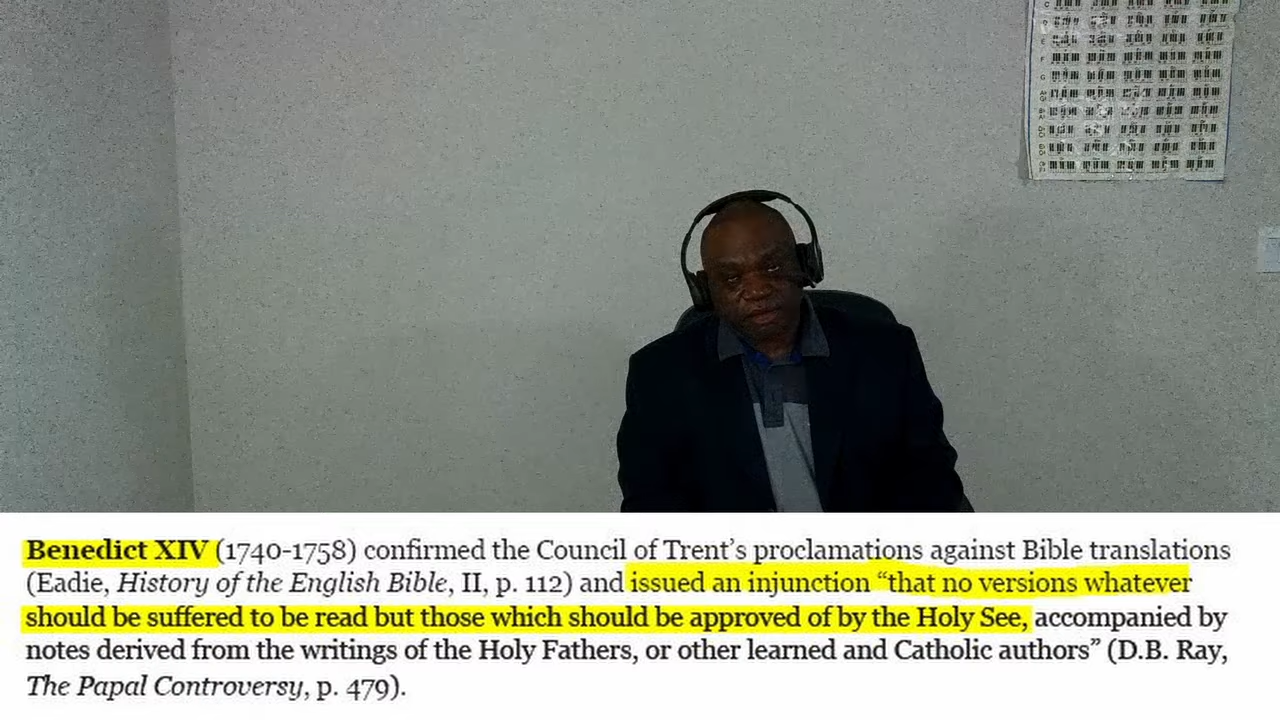 Benedict XIV (1740-1758) confirmed the Council of Trent's proclamations against Bible translations
(Eadie, History of the English Bible, II, p. 112) and issued an injunction “that no versions whatever
should be suffered to be read but those which should be approved of by the Holy See, accompanied by
notes derived from the writings of the Holy Fathers, or other learned and Catholic authors” (D.B. Ray,
The Papal Controversy, p. 479).